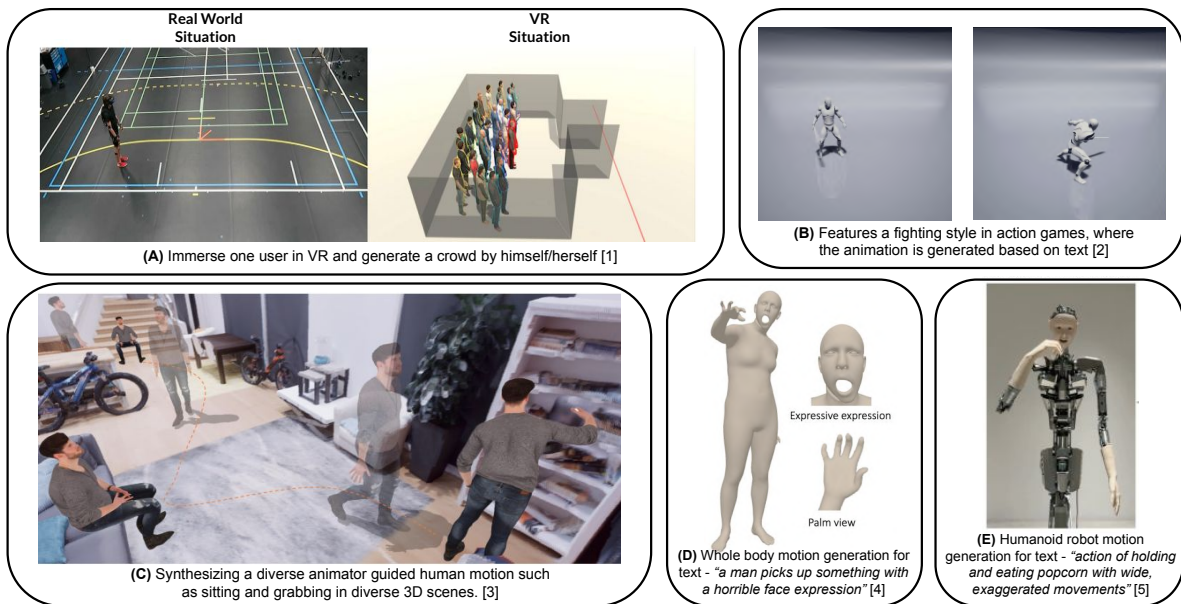 Real World
Situation
VR
Situation
(A) Immerse one user in VR and generate a crowd by himself/herself [1]
(B) Features a fighting style in action games, where
the animation is generated based on text [2]
(C) Synthesizing a diverse animator guided human motion such
as sitting and grabbing in diverse 3D scenes. [3]
Expressive expression
Palm view
(D) Whole body motion generation for
text - “a man picks up something with
a horrible face expression” [4]
(E) Humanoid robot motion
generation for text - “action of holding
and eating popcorn with wide,
exaggerated movements” [5]